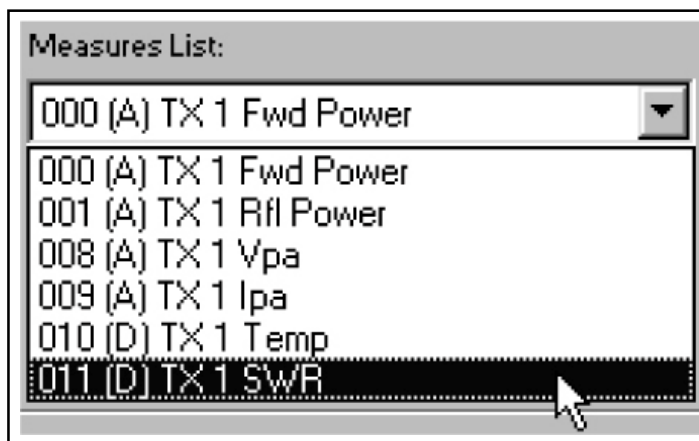 Measures List:
000 (A) TX 1 Fwd Power
000 (A) TX 1 Fwd Power
001 (A) TX 1 Rfl Power
008 (A) TX 1 Vpa
009 (A) TX 1 Ipa
010 (D) TX 1 Temp
011 (D) TX 1 SWR